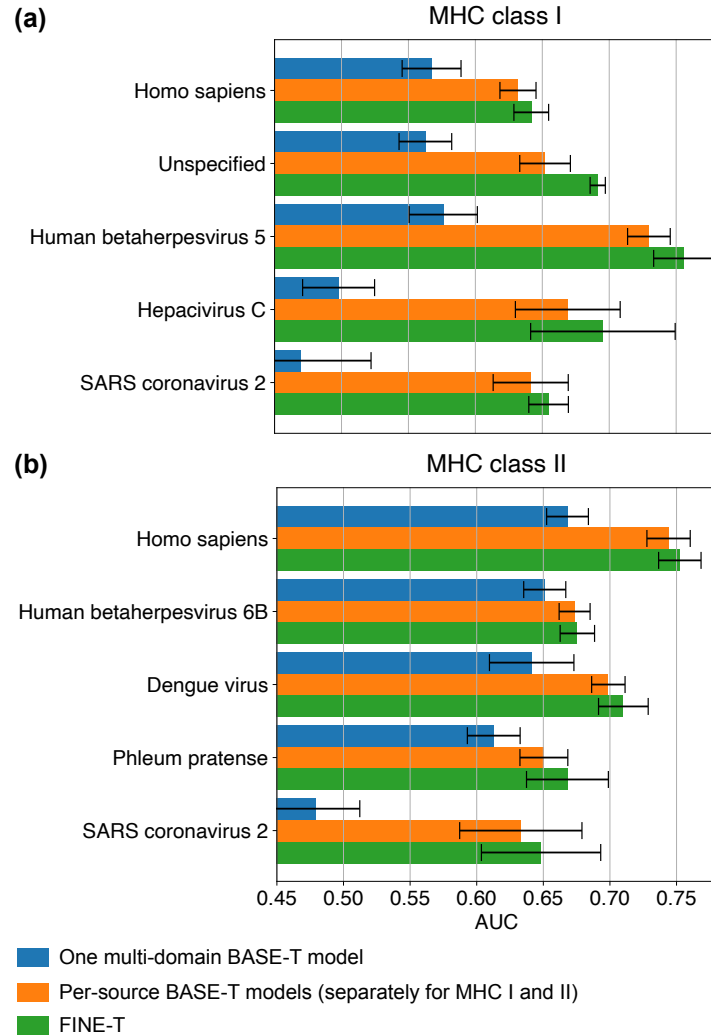 (a)
MHC class I
Homo sapiens
Unspecified
Human betaherpesvirus 5
Hepacivirus C
SARS coronavirus 2
(b)
MHC class II
Homo sapiens
Human betaherpesvirus 6B
Dengue virus
Phleum pratense
SARS coronavirus 2
0.45 0.50 0.55 0.60 0.65 0.70 0.75
AUC
One multi-domain BASE-T model
Per-source BASE-T models (separately for MHC I and II)
FINE-T